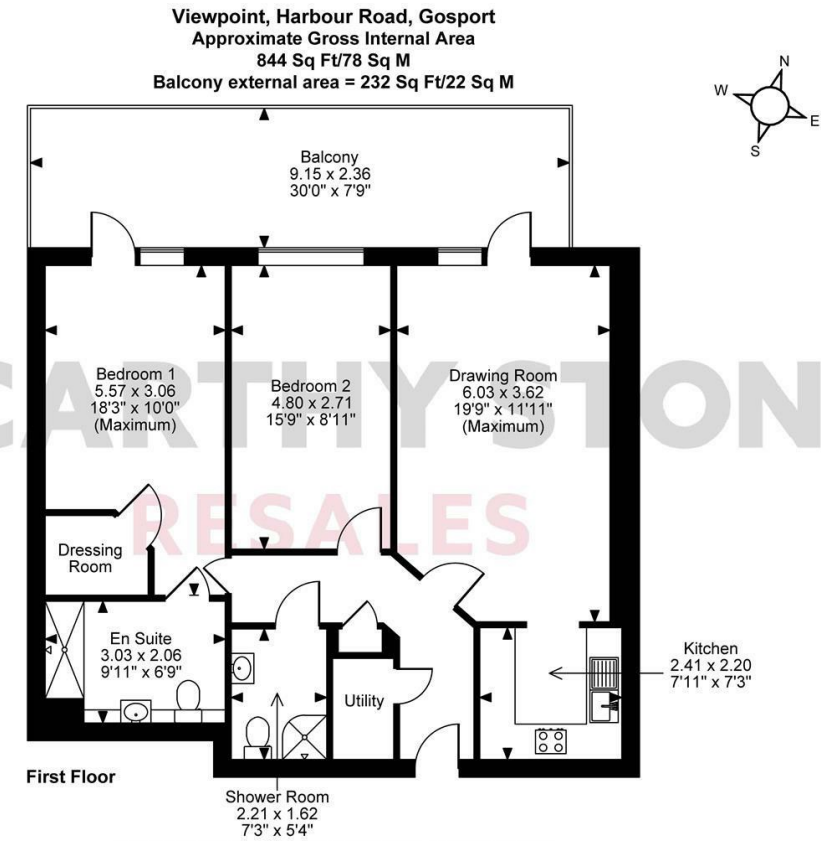 Viewpoint, Harbour Road, Gosport
Approximate Gross Internal Area
844 Sq Ft/78 Sq M
Balcony external area = 232 Sq Ft/22 Sq M
N
W
E
S
Balcony
9.15 x 2.36
30'0" x 7'9"
Bedroom 1
5.57 x 3.06
18'3" x 10'0"
(Maximum)
Bedroom 2
4.80 x 2.71
15'9" x 8'11"
Drawing Room
6.03 x 3.62
19'9" x 11'11"
(Maximum)
CARTHY STON
RESALES
Dressing
Room
En Suite
3.03 x 2.06
9'11" x 6'9"
Utility
Kitchen
2.41 x 2.20
7'11" x 7'3"
First Floor
Shower Room
2.21 x 1.62
7'3" x 5'4"